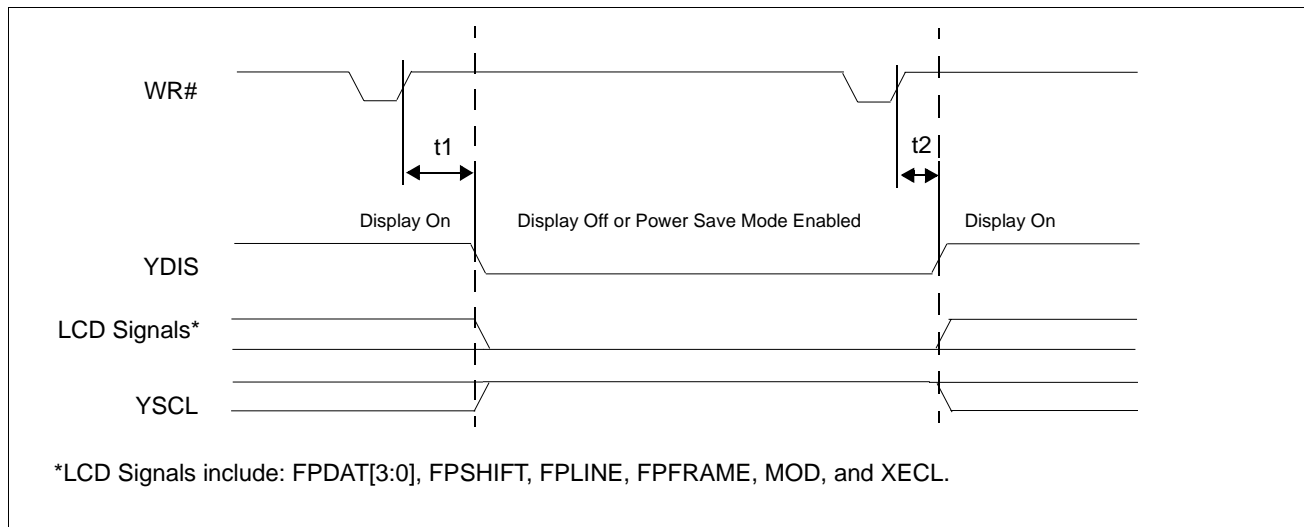 WR#
t1
t2
Display On
Display Off or Power Save Mode Enabled
Display On
YDIS
LCD Signals*
YSCL
*LCD Signals include: FPDAT[3:0], FPSHIFT, FPLINE, FPFRAME, MOD, and XECL.